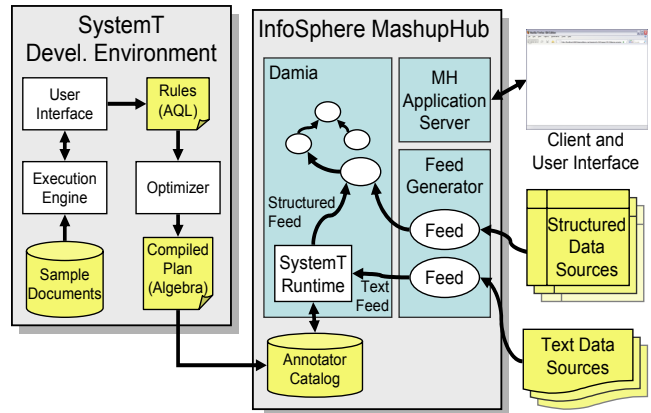 SystemT
Devel. Environment
User
Interface
Rules
(AQL)
Execution
Engine
Optimizer
Sample
Documents
Compiled
Plan
(Algebra)
InfoSphere MashupHub
Damia
Structured
Feed
SystemT
Runtime
Text
Feed
Annotator
Catalog
MH
Application
Server
Feed
Generator
Feed
Feed
Client and
User Interface
Structured
Data
Sources
Text Data
Sources